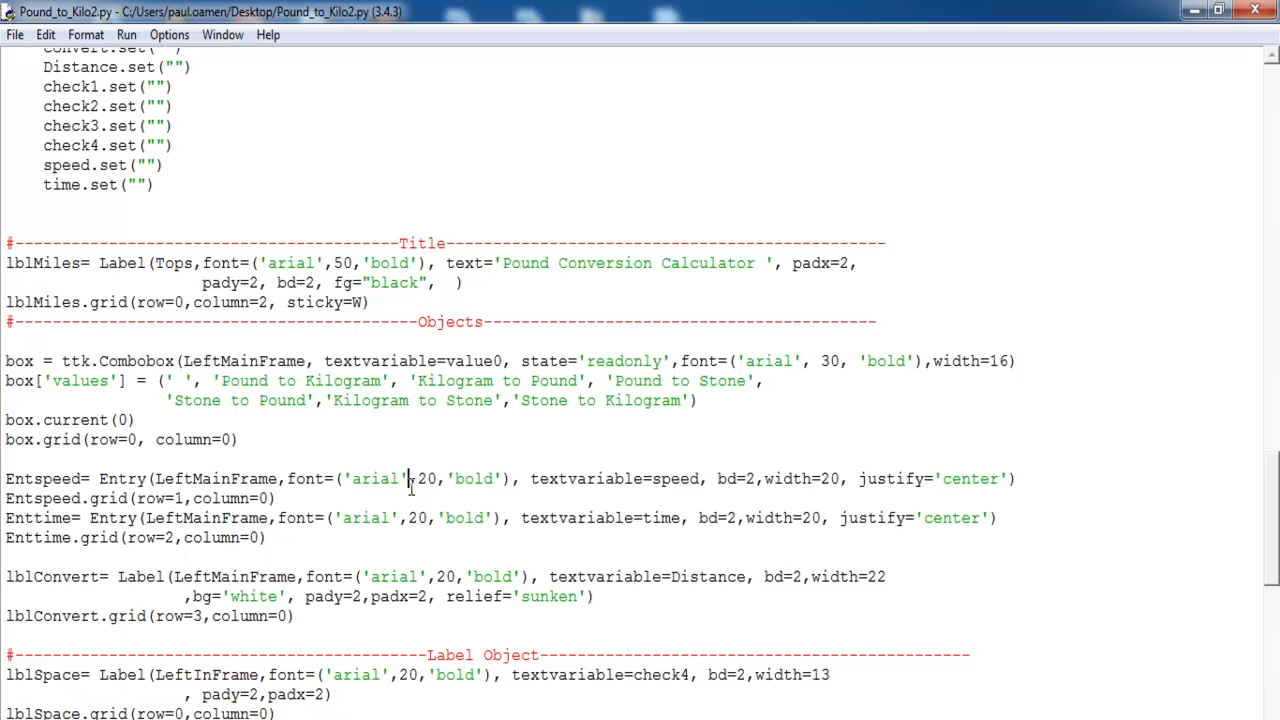 Pound_to_Kilo2.py - C:/Users/paul.oamen/Desktop/Pound_to_Kilo2.py (3.4.3)
File Edit Format Run Options Window Help
convert.set("")
Distance.set("")
check1.set("")
check2.set("")
check3.set("")
check4.set("")
speed.set("")
time.set("")
#-----------------------------------------Title-----------------------------------------------
lblMiles= Label(Tops,font=('arial',50,'bold'), text='Pound Conversion Calculator ', padx=2,
pady=2, bd=2, fg="black",  )
lblMiles.grid(row=0,column=2, sticky=W)
#-------------------------------------------Objects------------------------------------------
box = ttk.Combobox(LeftMainFrame, textvariable=value0, state='readonly',font=('arial', 30, 'bold'),width=16)
box['values'] = (' ', 'Pound to Kilogram', 'Kilogram to Pound', 'Pound to Stone',
'Stone to Pound','Kilogram to Stone','Stone to Kilogram')
box.current(0)
box.grid(row=0, column=0)
Entspeed= Entry(LeftMainFrame,font=('arial',20,'bold'), textvariable=speed, bd=2,width=20, justify='center')
Entspeed.grid(row=1,column=0)
Enttime= Entry(LeftMainFrame,font=('arial',20,'bold'), textvariable=time, bd=2,width=20, justify='center')
Enttime.grid(row=2,column=0)
lblConvert= Label(LeftMainFrame,font=('arial',20,'bold'), textvariable=Distance, bd=2,width=22
,bg='white', pady=2,padx=2, relief='sunken')
lblConvert.grid(row=3,column=0)
#--------------------------------------------Label Object----------------------------------------------
lblSpace= Label(LeftInFrame,font=('arial',20,'bold'), textvariable=check4, bd=2,width=13
, pady=2,padx=2)
lblSpace.grid(row=0,column=0)